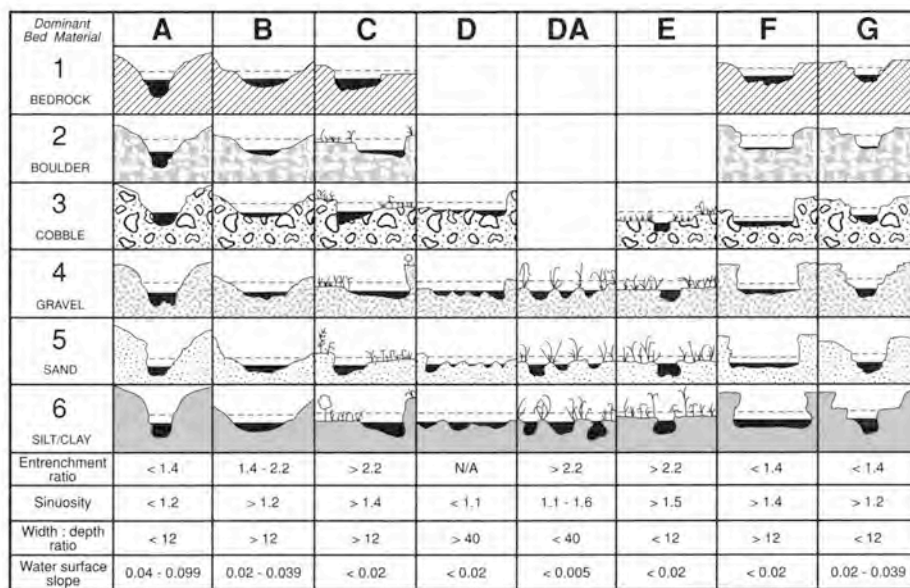 Dominant
Bed Material
A B C D DA E F G
1
BEDROCK
2
BOULDER
3
COBBLE
4
GRAVEL
5
SAND
6
SILT/CLAY
Entrenchment
ratio
< 1.4 1.4 - 2.2 > 2.2 N/A > 2.2 > 2.2 < 1.4 < 1.4
Sinuosity < 1.2 > 1.2 > 1.4 < 1.1 1.1 - 1.6 > 1.5 > 1.4 > 1.2
Width : depth
ratio
< 12 > 12 > 12 > 40 < 40 < 12 > 12 < 12
Water surface
slope
0.04 - 0.099 0.02 - 0.039 < 0.02 < 0.02 < 0.005 < 0.02 < 0.02 0.02 - 0.039